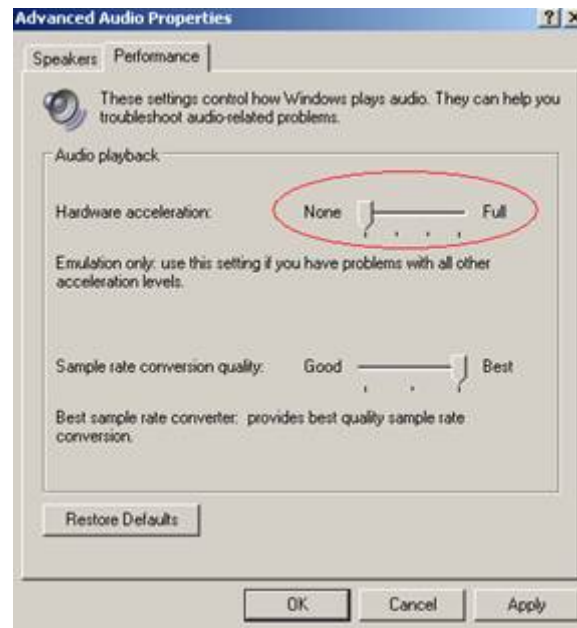 Advanced Audio Properties
Speakers
Performance
These settings control how Windows plays audio. They can help you
troubleshoot audio-related problems.
Audio playback
Hardware acceleration:
None
Full
Emulation only: use this setting if you have problems with all other
acceleration levels.
Sample rate conversion quality:
Good
Best
Best sample rate converter: provides best quality sample rate
conversion.
Restore Defaults
OK
Cancel
Apply